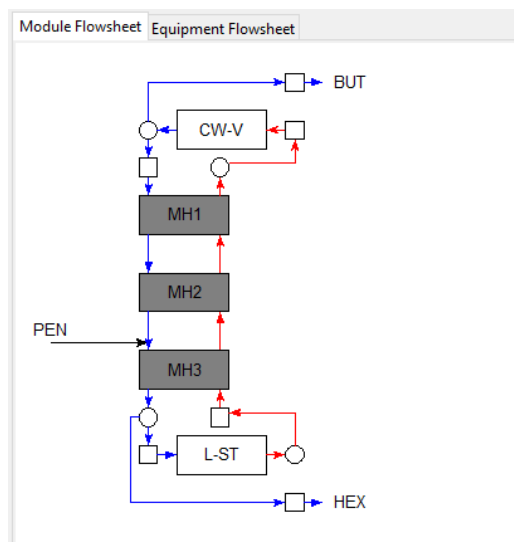 Module Flowsheet Equipment Flowsheet
BUT
CW-V
MH1
MH2
PEN
MH3
L-ST
HEX